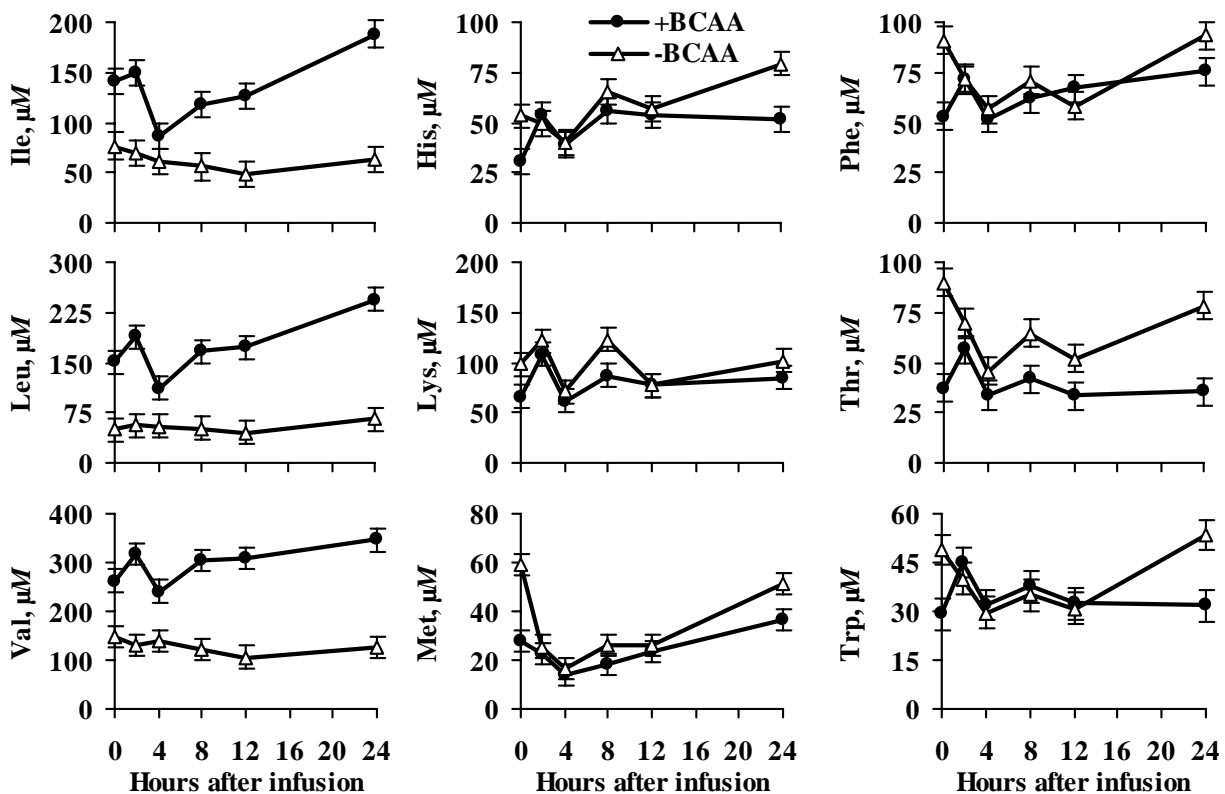 +BCAA
-BCAA
Ile, µM
200
150
100
50
0
His, µM
100
75
50
25
0
Phe, µM
100
75
50
25
0
Leu, µM
300
225
150
75
0
Lys, µM
200
150
100
50
0
Thr, µM
100
75
50
25
0
Val, µM
400
300
200
100
0
Met, µM
80
60
40
20
0
Trp, µM
60
45
30
15
0
0 4 8 12 16 20 24
0 4 8 12 16 20 24
0 4 8 12 16 20 24
Hours after infusion
Hours after infusion
Hours after infusion